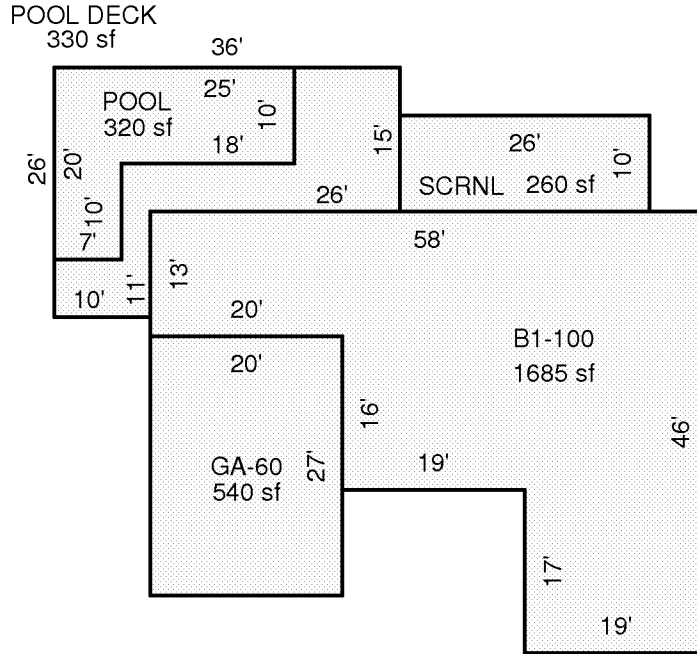 POOL DECK
330 sf
36'
25'
POOL
320 sf
10'
18'
26'
20'
10'
7'
15'
26'
SCRNL 260 sf
10'
26'
58'
11'
10'
13'
20'
20'
B1-100
1685 sf
16'
46'
GA-60
540 sf
27'
19'
17'
19'